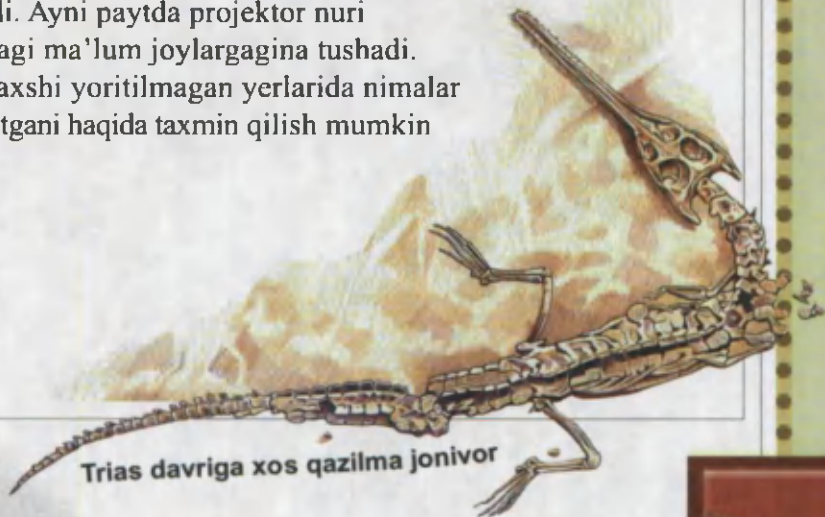 li. Ayni paytda projektor nuri
agi ma’lum joylargagina tushadi.
axshi yoritilmagan yerlarida nimalar
tgani haqida taxmin qilish mumkin
Trias davriga xos qazilma jonivor